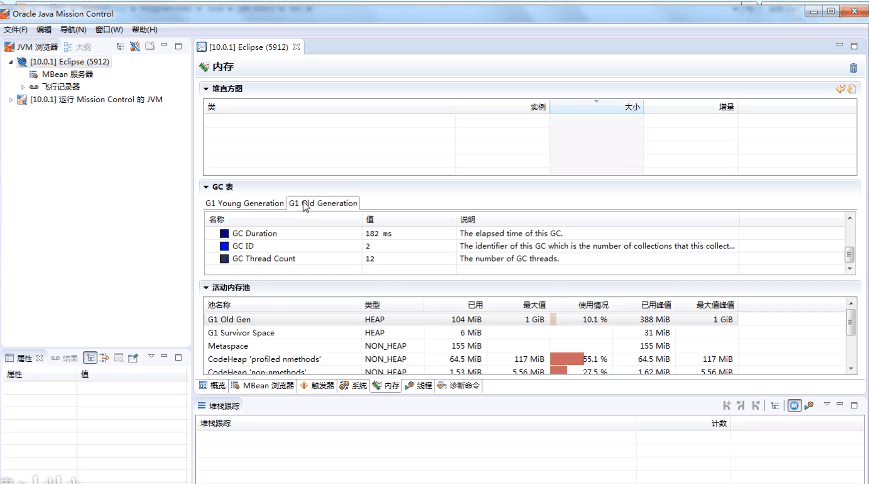 Oracle Java Mission Control
文件(F) 编辑 导航(N) 窗口(W) 帮助(H)
JVM 浏览器 大纲
[10.0.1] Eclipse (5912)
MBean 服务器
飞行记录器
[10.0.1] 运行 Mission Control 的 JVM
属性 结果
属性 值
[10.0.1] Eclipse (5912)
内存
堆直方图
类 实例 大小 增量
GC 表
G1 Young Generation G1 Old Generation
名称 值 说明
GC Duration 182 ms The elapsed time of this GC.
GC ID 2 The identifier of this GC which is the number of collections that this collect...
GC Thread Count 12 The number of GC threads.
活动内存池
池名称 类型 已用 最大值 使用情况 已用峰值 最大值峰值
G1 Old Gen HEAP 104 MiB 1 GiB 10.1 % 388 MiB 1 GiB
G1 Survivor Space HEAP 6 MiB 31 MiB
Metaspace NON_HEAP 155 MiB 155 MiB
CodeHeap 'profiled nmethods' NON_HEAP 64.5 MiB 117 MiB 55.1 % 64.5 MiB 117 MiB
CodeHeap 'non-nmethods' NON_HEAP 1.53 MiB 5.56 MiB 27.5 % 1.62 MiB 5.56 MiB
概览 MBean 浏览器 触发器 系统 内存 线程 诊断命令
堆栈跟踪
堆栈跟踪 计数